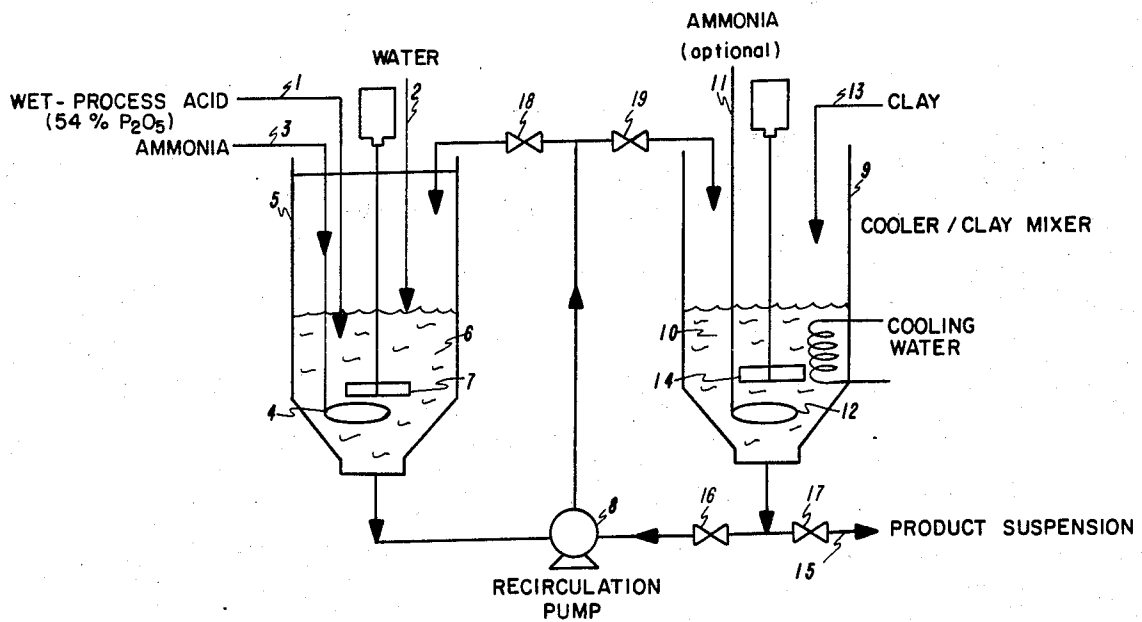 AMMONIA
(optional)
WATER
1
2
11
13
CLAY
WET-PROCESS ACID
(54 % P₂O₅)
3
AMMONIA
18
19
5
9
COOLER / CLAY MIXER
6
10
COOLING
WATER
7
14
4
12
8
16
17
PRODUCT SUSPENSION
15
RECIRCULATION
PUMP